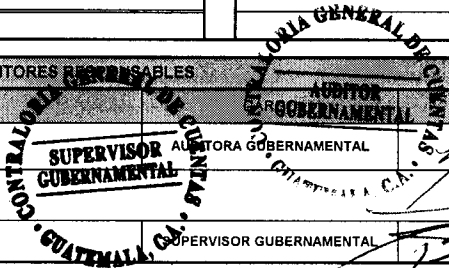 CONTRALORIA GENERAL DE CUENTAS
AUDITOR
GUBERNAMENTAL
GUATEMALA, C.A.
AUDITORES RESPONSABLES
CARGO
CONTRALORIA GENERAL DE CUENTAS
SUPERVISOR
GUBERNAMENTAL
GUATEMALA, C.A.
AUDITORA GUBERNAMENTAL
SUPERVISOR GUBERNAMENTAL